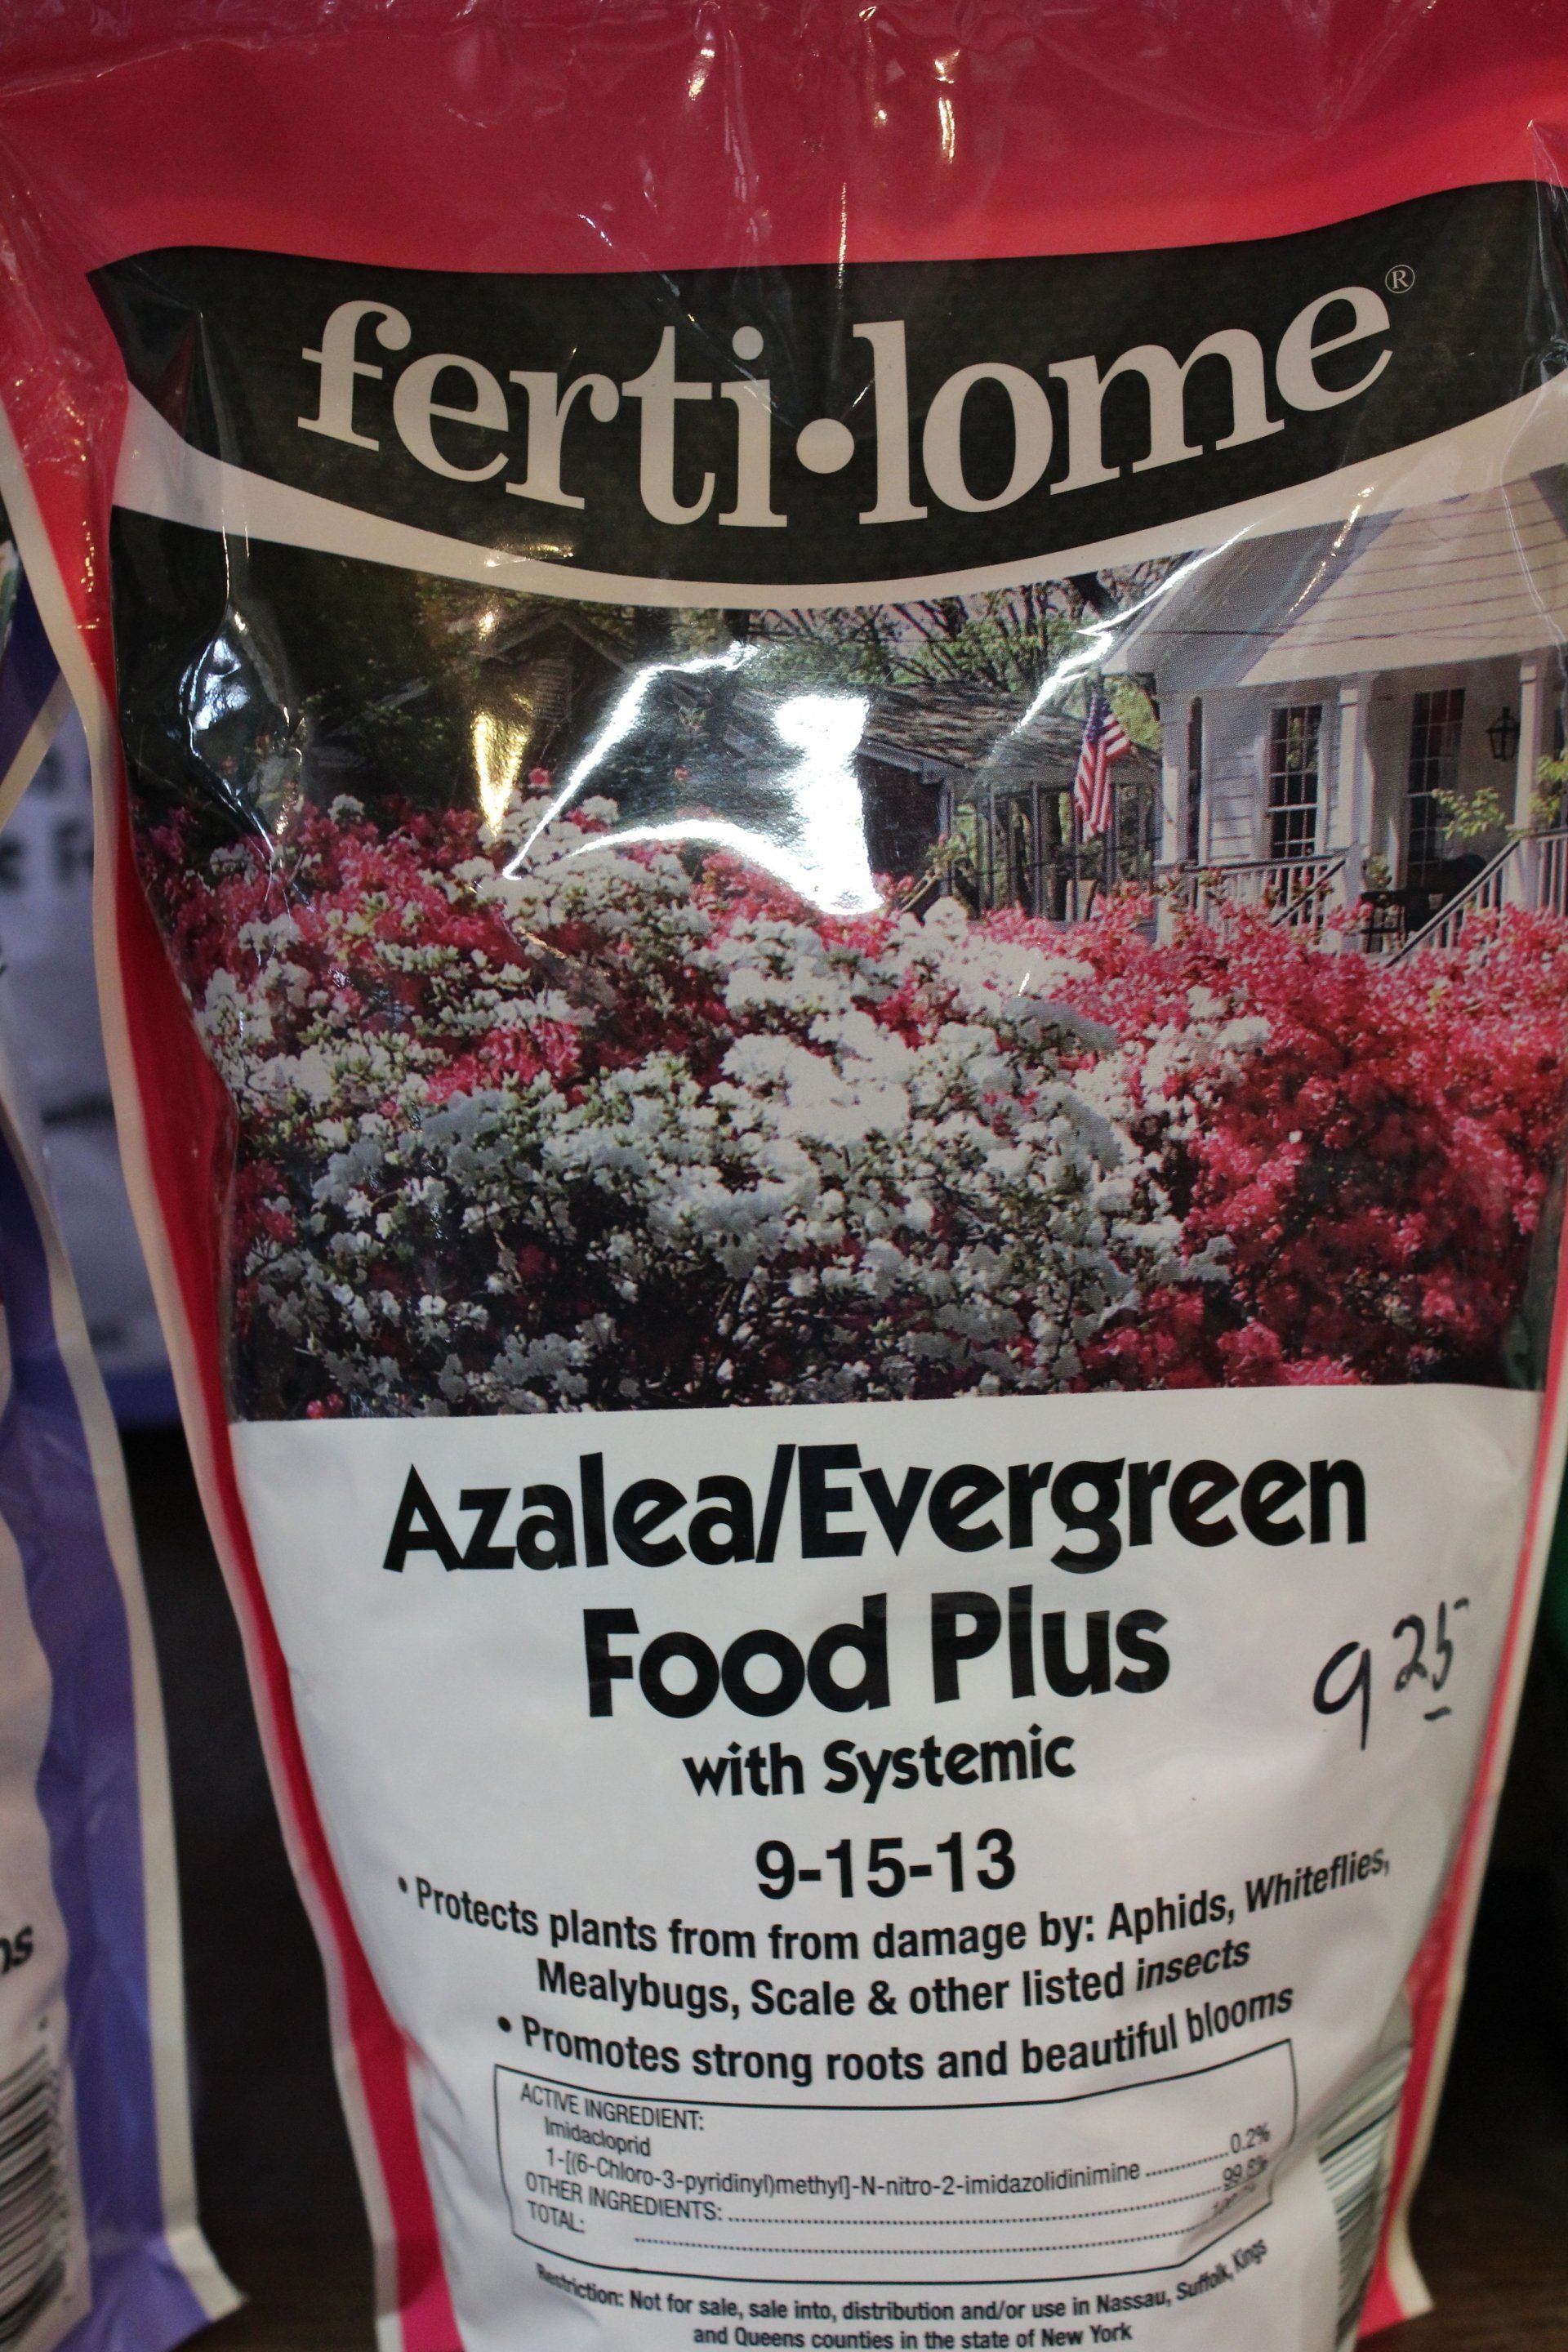 ferti•lome®
Azalea/Evergreen
Food Plus
9 25
with Systemic
9-15-13
• Protects plants from from damage by: Aphids, Whiteflies,
Mealybugs, Scale & other listed insects
• Promotes strong roots and beautiful blooms
ACTIVE INGREDIENT:
Imidacloprid
1-[(6-Chloro-3-pyridinyl)methyl]-N-nitro-2-imidazolidinimine ............0.2%
OTHER INGREDIENTS: ............99.8%
TOTAL: ............
Restriction: Not for sale, sale into, distribution and/or use in Nassau, Suffolk, Kings
and Queens counties in the state of New York